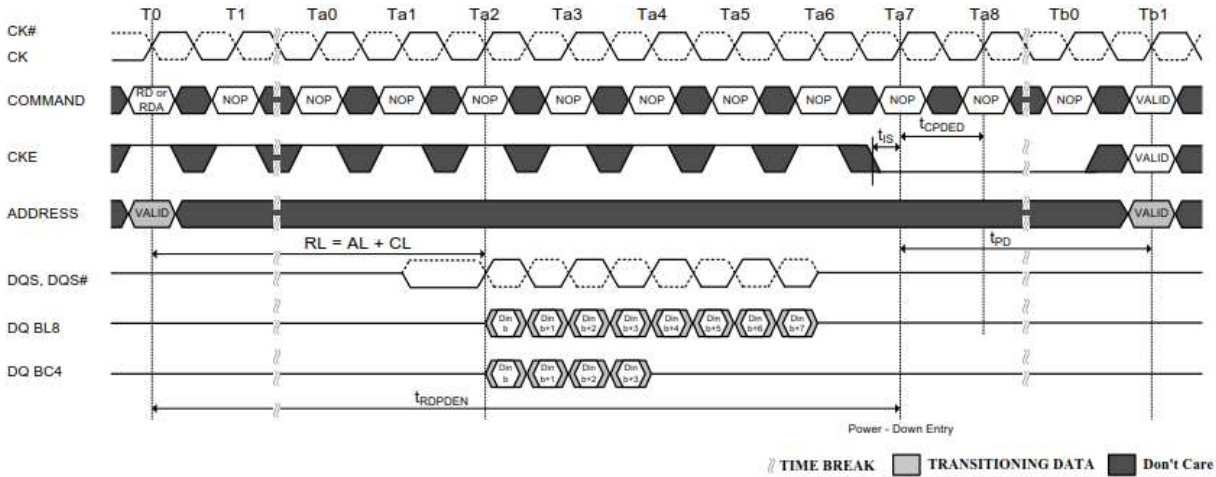 T0 T1 Ta0 Ta1 Ta2 Ta3 Ta4 Ta5 Ta6 Ta7 Ta8 Tb0 Tb1
CK#
CK
COMMAND RD or RDA NOP NOP NOP NOP NOP NOP NOP NOP NOP NOP NOP VALID
tIS tCPDED
CKE VALID
ADDRESS VALID VALID
RL = AL + CL tPD
DQS, DQS#
DQ BL8 Din b Din b+1 Din b+2 Din b+3 Din b+4 Din b+5 Din b+6 Din b+7
DQ BC4 Din b Din b+1 Din b+2 Din b+3
tRDPDEN
Power - Down Entry
TIME BREAK TRANSITIONING DATA Don't Care